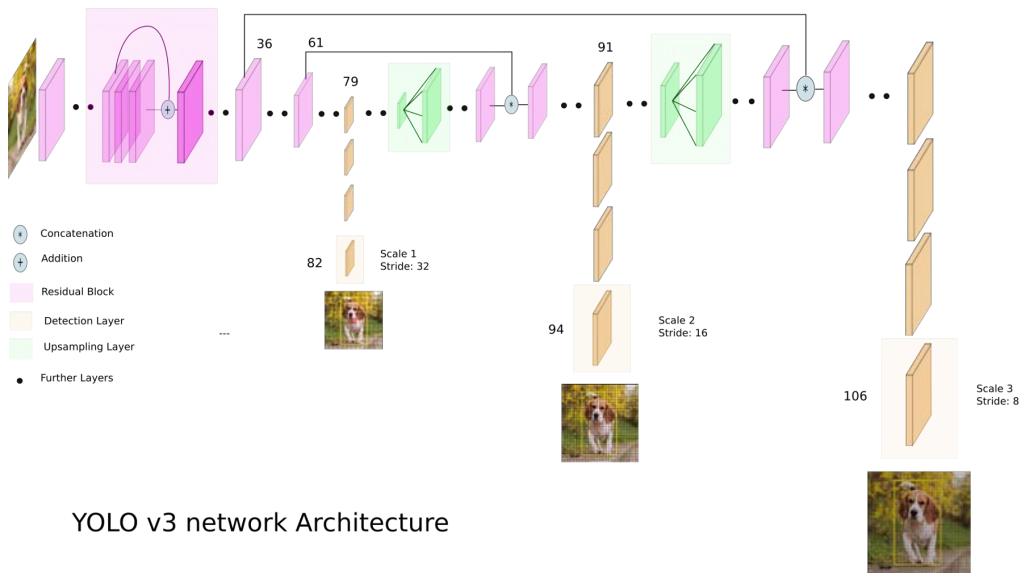 36
61
91
79
+
*
*
Concatenation
*
Addition
+
82
Scale 1
Stride: 32
Residual Block
Detection Layer
---
94
Scale 2
Stride: 16
Upsampling Layer
Further Layers
106
Scale 3
Stride: 8
YOLO v3 network Architecture